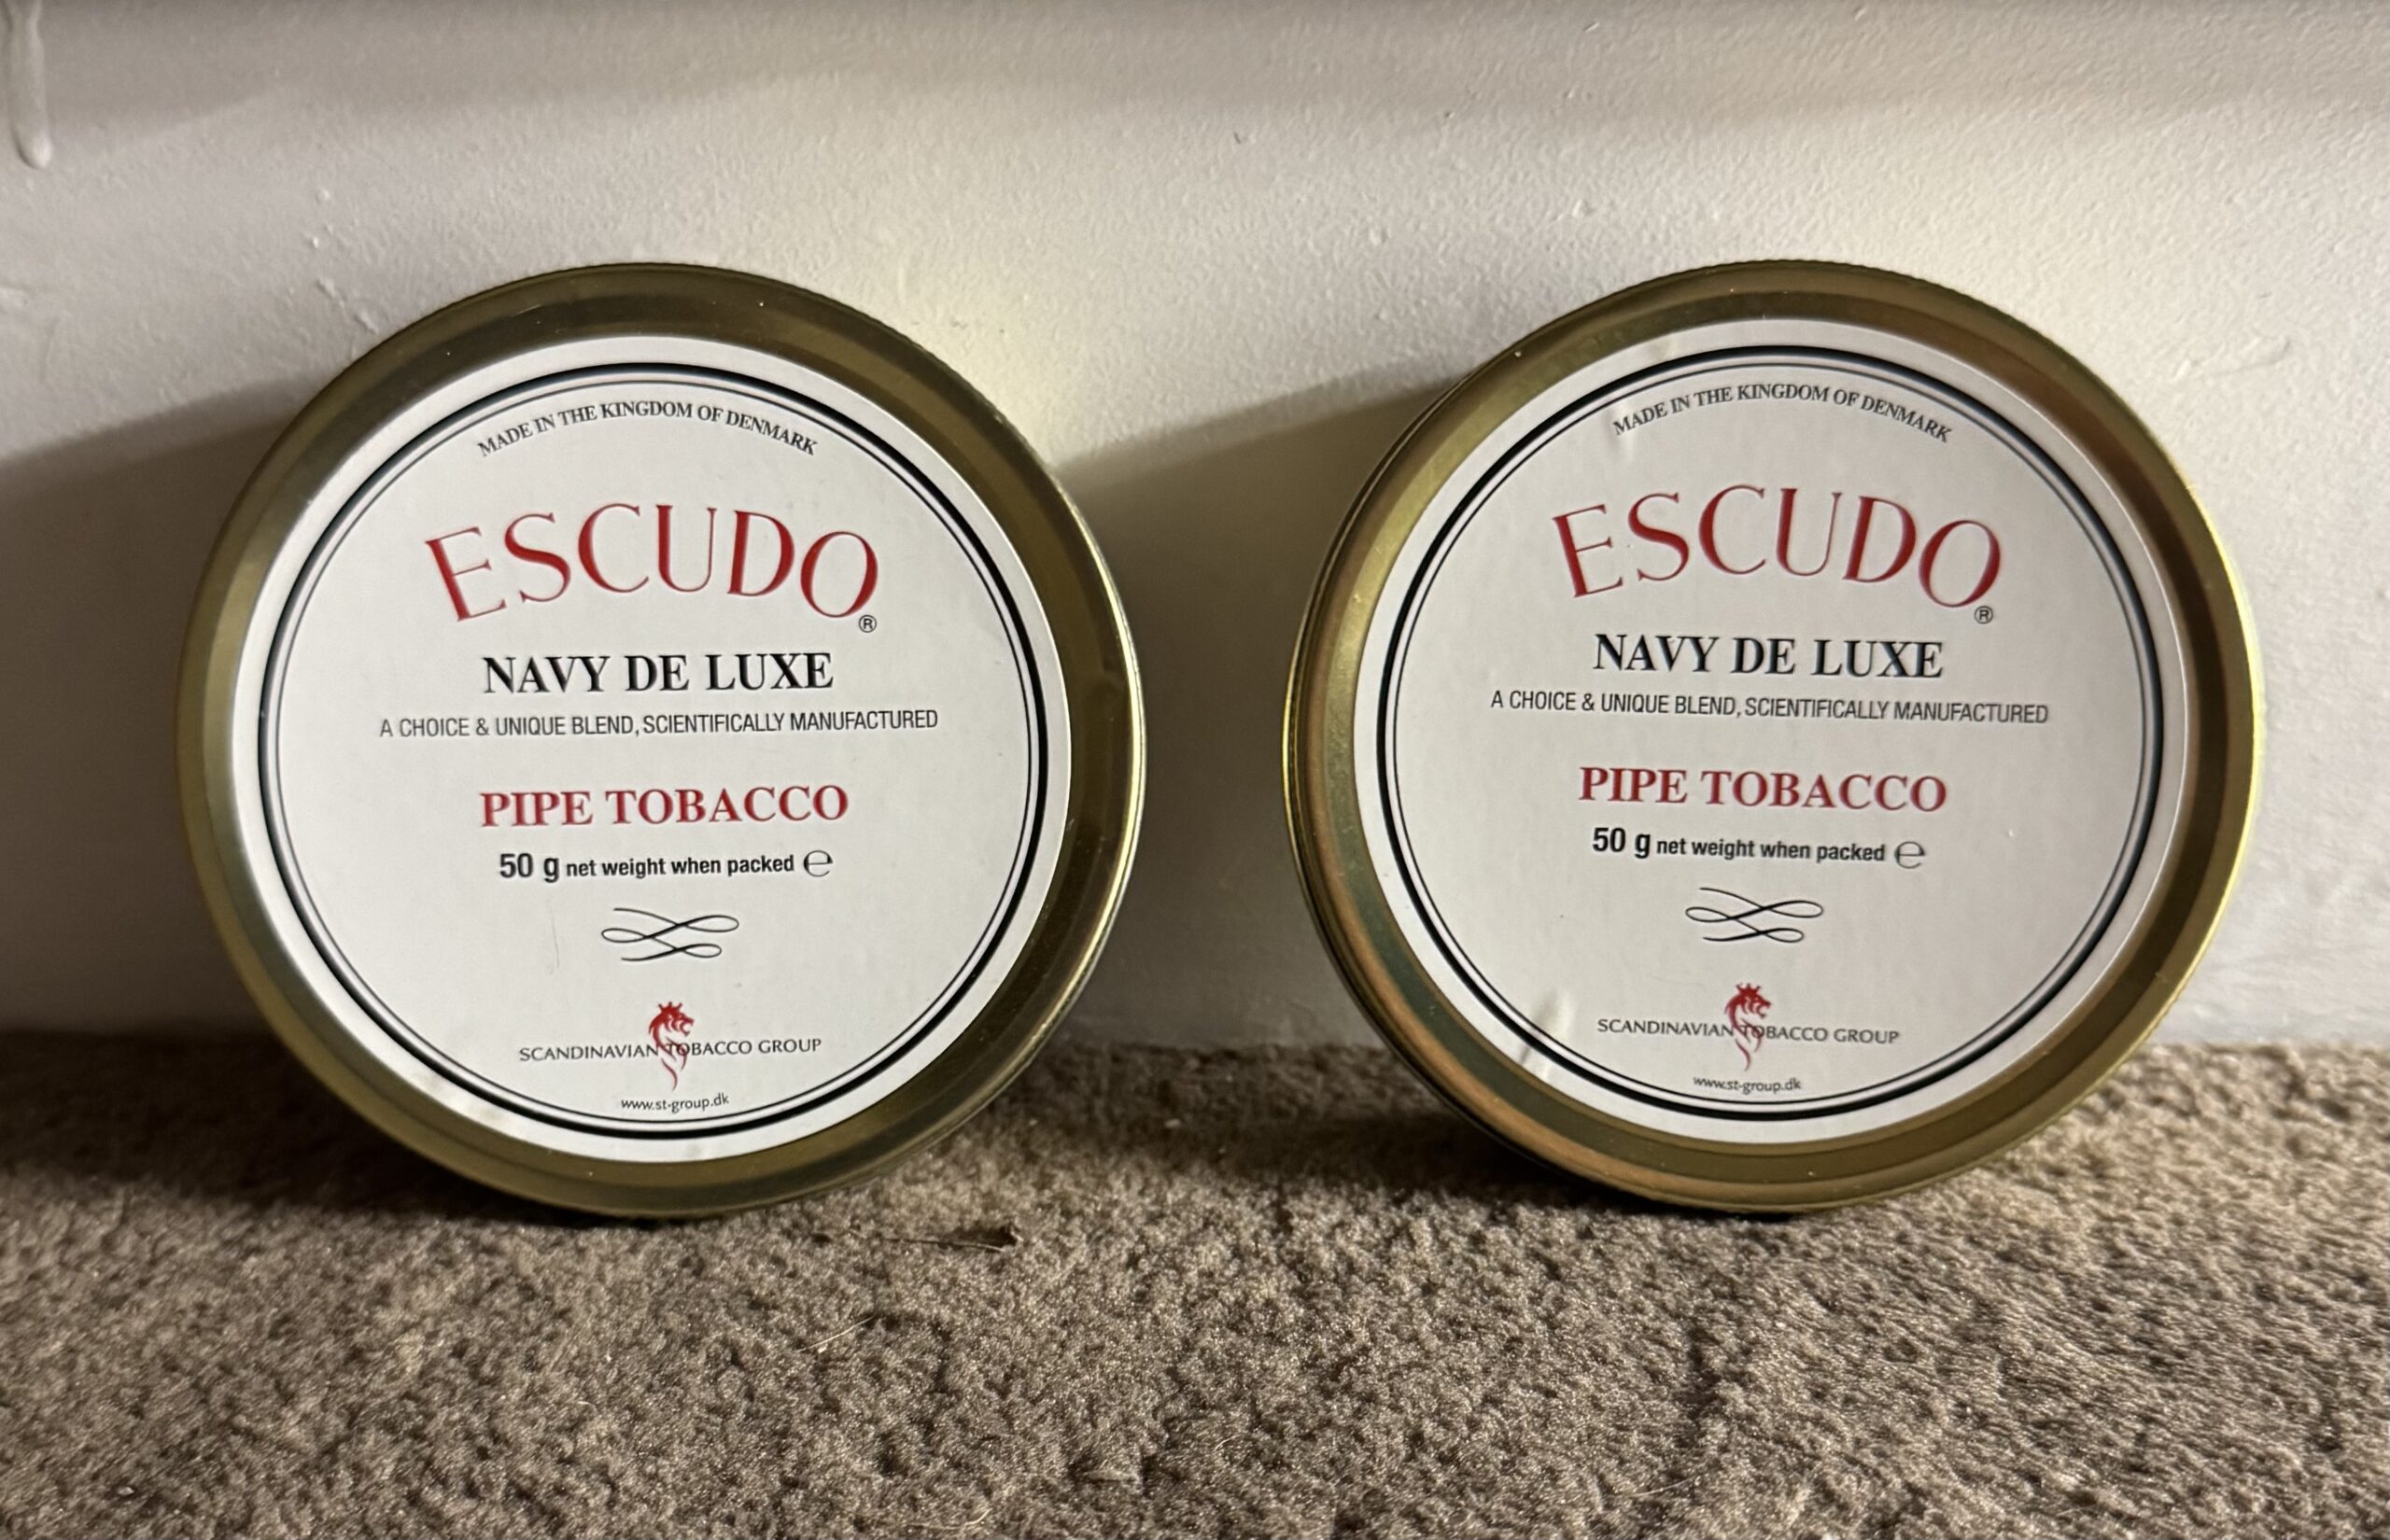 MADE IN THE KINGDOM OF DENMARK
ESCUDO®
NAVY DE LUXE
A CHOICE & UNIQUE BLEND, SCIENTIFICALLY MANUFACTURED
PIPE TOBACCO
50 g net weight when packed ℮
SCANDINAVIAN TOBACCO GROUP
www.st-group.dk
MADE IN THE KINGDOM OF DENMARK
ESCUDO®
NAVY DE LUXE
A CHOICE & UNIQUE BLEND, SCIENTIFICALLY MANUFACTURED
PIPE TOBACCO
50 g net weight when packed ℮
SCANDINAVIAN TOBACCO GROUP
www.st-group.dk